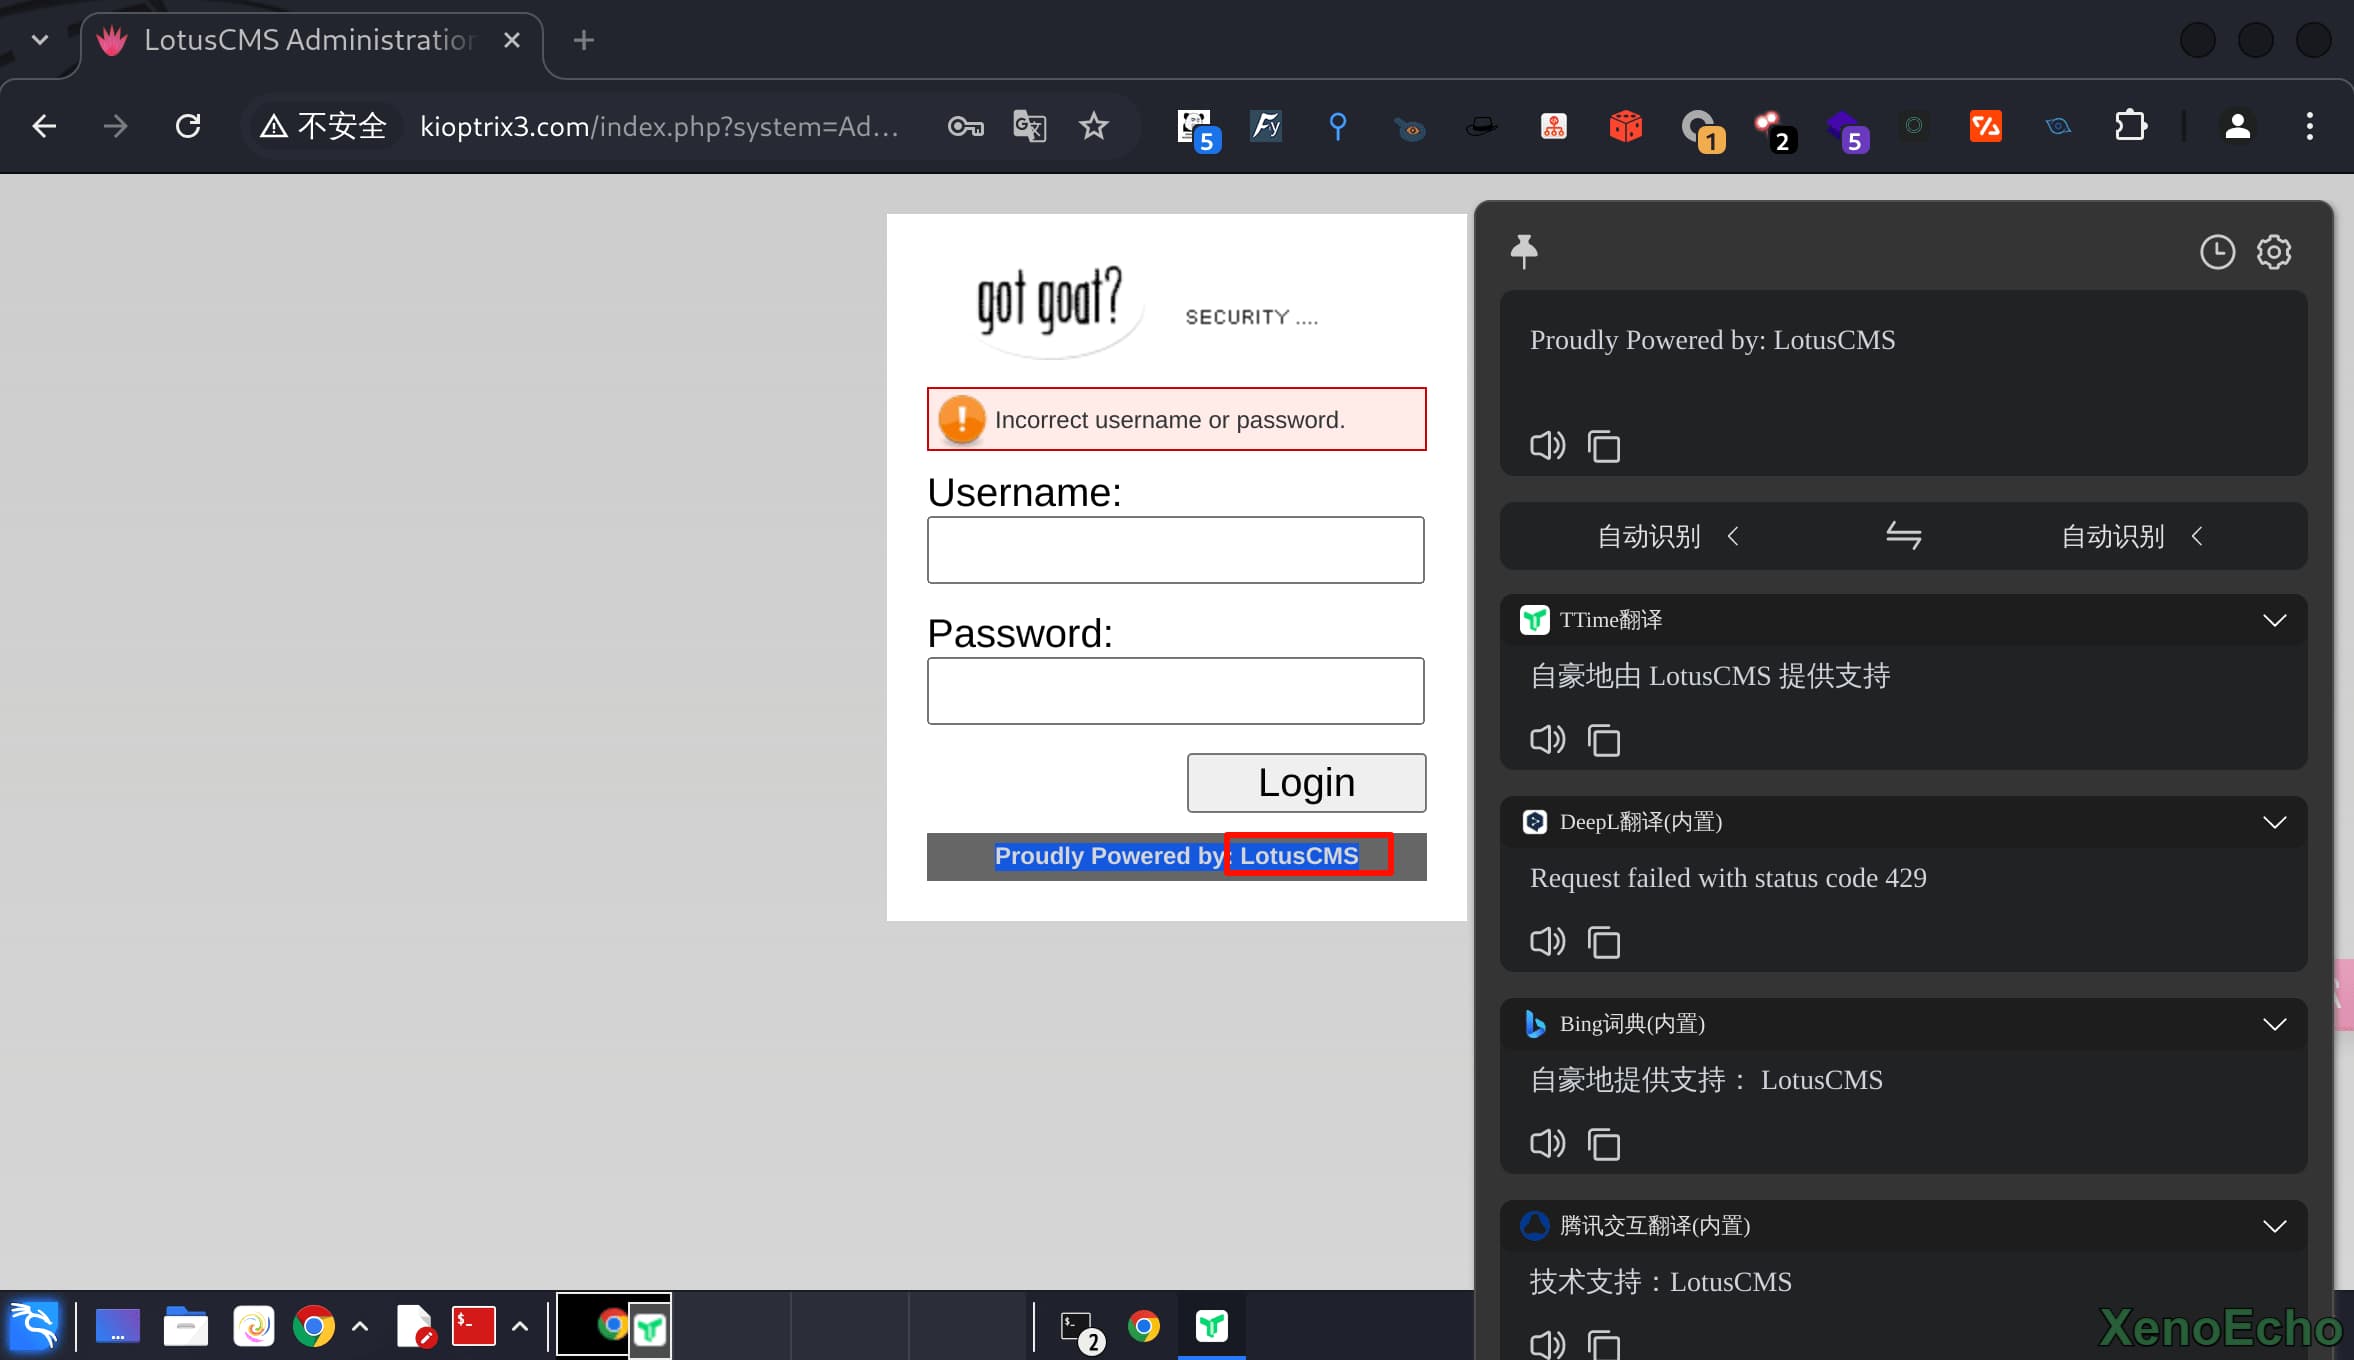 LotusCMS Administration
不安全
kioptrix3.com/index.php?system=Ad...
5
Fy
1
2
5
got goat?
SECURITY ....
Incorrect username or password.
Username:
Password:
Login
Proudly Powered by: LotusCMS
Proudly Powered by: LotusCMS
自动识别
自动识别
TTime翻译
自豪地由 LotusCMS 提供支持
DeepL翻译(内置)
Request failed with status code 429
Bing词典(内置)
自豪地提供支持： LotusCMS
腾讯交互翻译(内置)
技术支持：LotusCMS
...
$-
$-
2
XenoEcho